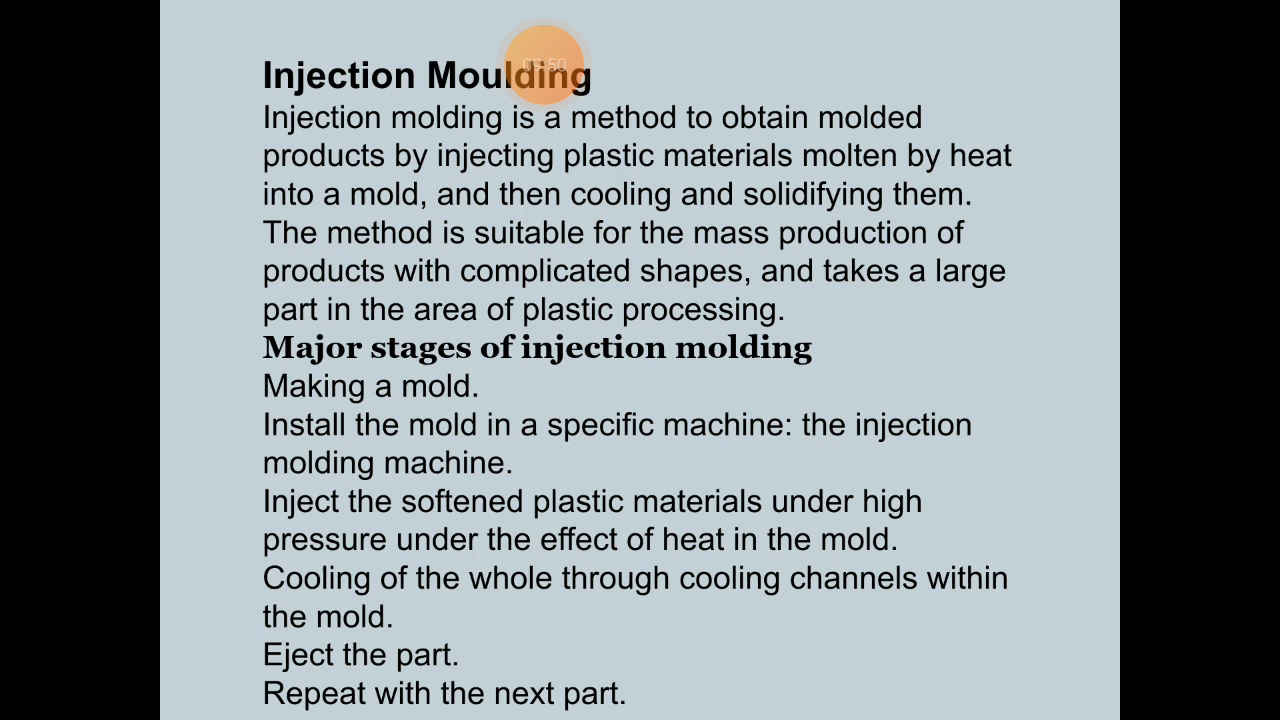 Injection Moulding
09:50
Injection molding is a method to obtain molded
products by injecting plastic materials molten by heat
into a mold, and then cooling and solidifying them.
The method is suitable for the mass production of
products with complicated shapes, and takes a large
part in the area of plastic processing.
Major stages of injection molding
Making a mold.
Install the mold in a specific machine: the injection
molding machine.
Inject the softened plastic materials under high
pressure under the effect of heat in the mold.
Cooling of the whole through cooling channels within
the mold.
Eject the part.
Repeat with the next part.